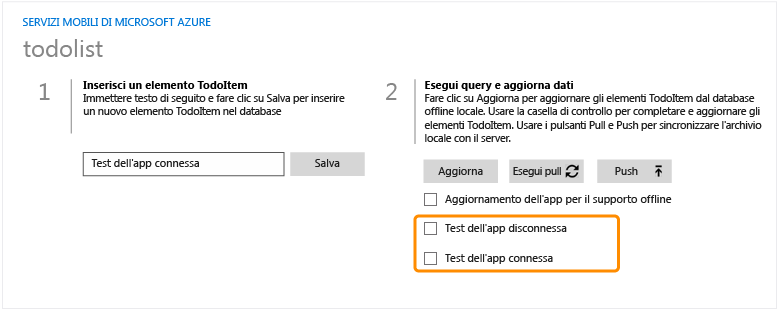 SERVIZI MOBILI DI MICROSOFT AZURE
todolist
1
Inserisci un elemento TodoItem
Immettere testo di seguito e fare clic su Salva per inserire
un nuovo elemento TodoItem nel database
Test dell'app connessa
Salva
2
Esegui query e aggiorna dati
Fare clic su Aggiorna per aggiornare gli elementi TodoItem dal database
offline locale. Usare la casella di controllo per completare e aggiornare gli
elementi TodoItem. Usare i pulsanti Pull e Push per sincronizzare l'archivio
locale con il server.
Aggiorna
Esegui pull
Push
Aggiornamento dell'app per il supporto offline
Test dell'app disconnessa
Test dell'app connessa